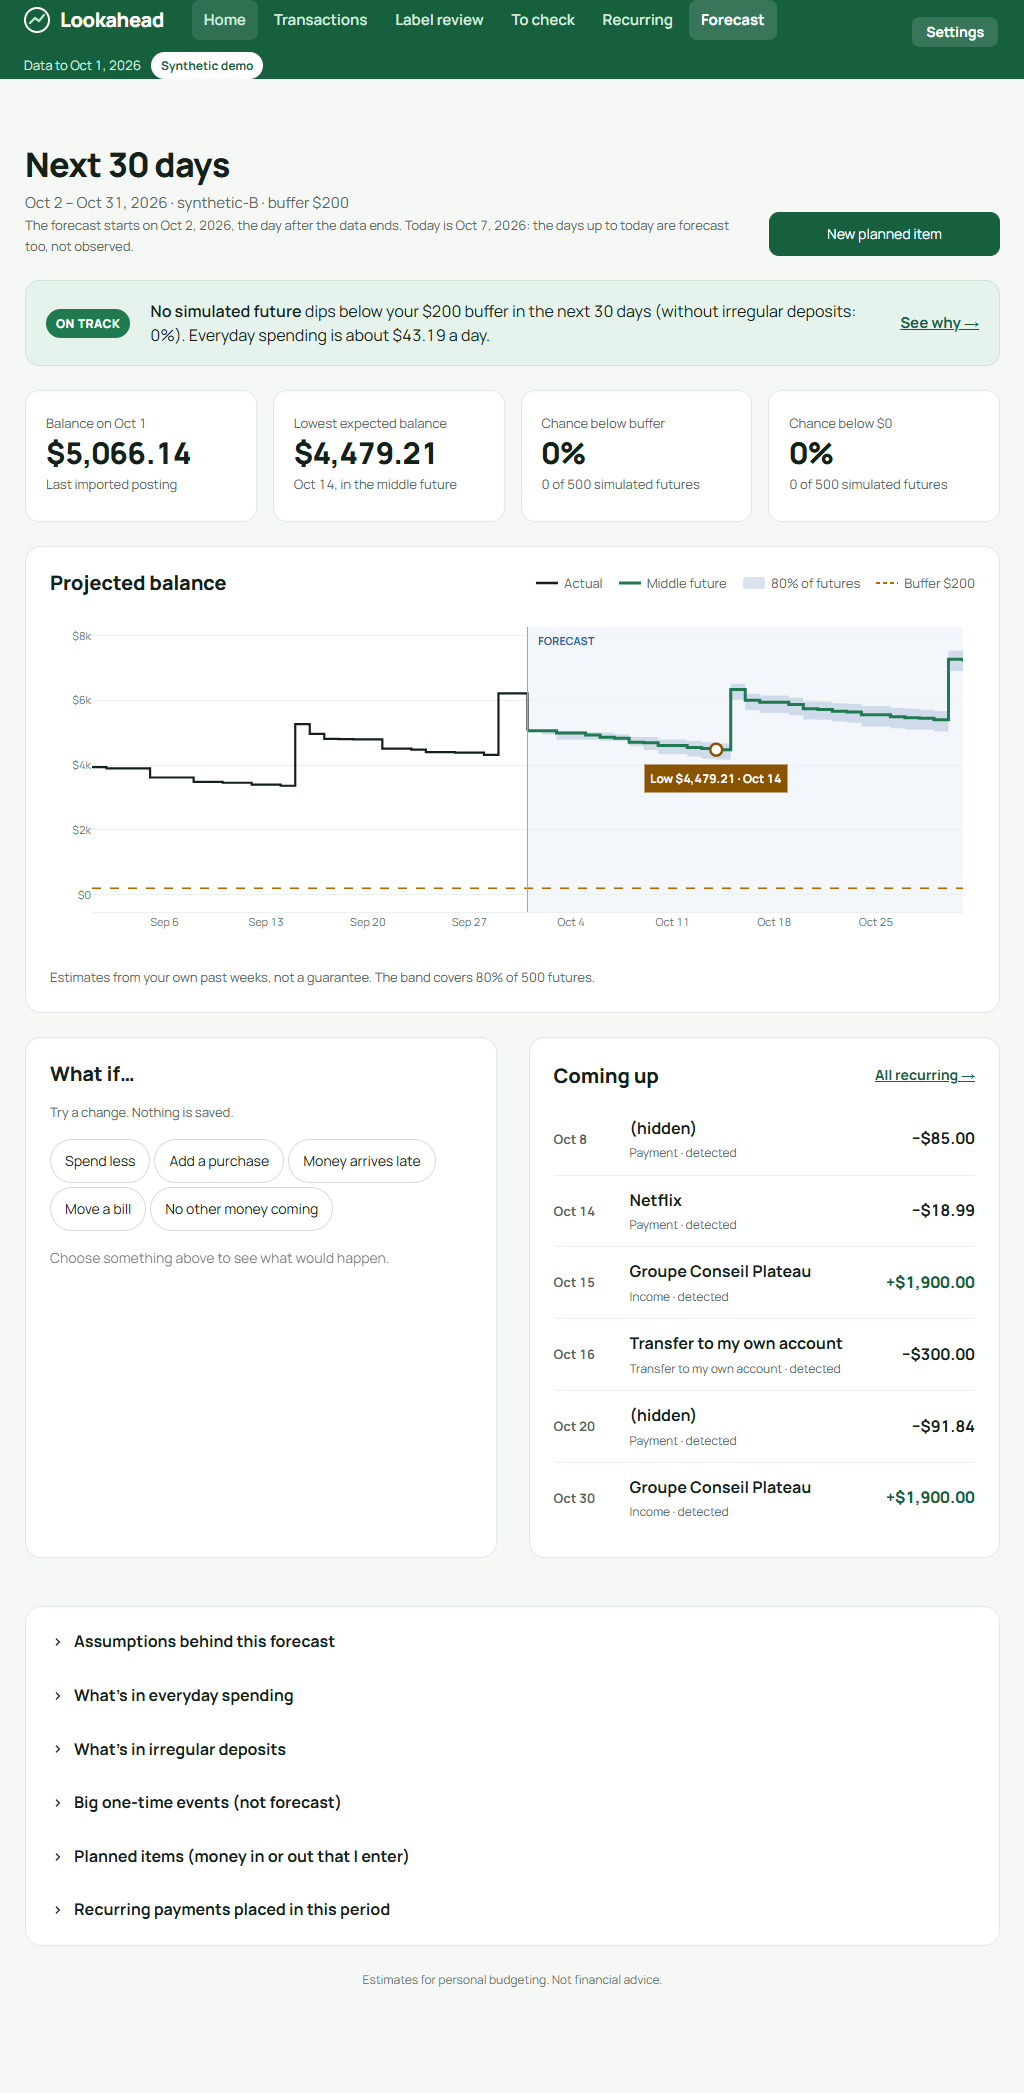 Lookahead
Home
Transactions
Label review
To check
Recurring
Forecast
Settings
Data to Oct 1, 2026
Synthetic demo
Next 30 days
Oct 2 – Oct 31, 2026 · synthetic-B · buffer $200
The forecast starts on Oct 2, 2026, the day after the data ends. Today is Oct 7, 2026: the days up to today are forecast
too, not observed.
New planned item
ON TRACK
No simulated future dips below your $200 buffer in the next 30 days (without irregular deposits:
0%). Everyday spending is about $43.19 a day.
See why →
Balance on Oct 1
$5,066.14
Last imported posting
Lowest expected balance
$4,479.21
Oct 14, in the middle future
Chance below buffer
0%
0 of 500 simulated futures
Chance below $0
0%
0 of 500 simulated futures
Projected balance
Actual
Middle future
80% of futures
Buffer $200
FORECAST
$8k
$6k
$4k
$2k
$0
Low $4,479.21 · Oct 14
Sep 6
Sep 13
Sep 20
Sep 27
Oct 4
Oct 11
Oct 18
Oct 25
Estimates from your own past weeks, not a guarantee. The band covers 80% of 500 futures.
What if…
Try a change. Nothing is saved.
Spend less
Add a purchase
Money arrives late
Move a bill
No other money coming
Choose something above to see what would happen.
Coming up
All recurring →
Oct 8
(hidden)
Payment · detected
−$85.00
Oct 14
Netflix
Payment · detected
−$18.99
Oct 15
Groupe Conseil Plateau
Income · detected
+$1,900.00
Oct 16
Transfer to my own account
Transfer to my own account · detected
−$300.00
Oct 20
(hidden)
Payment · detected
−$91.84
Oct 30
Groupe Conseil Plateau
Income · detected
+$1,900.00
Assumptions behind this forecast
What's in everyday spending
What's in irregular deposits
Big one-time events (not forecast)
Planned items (money in or out that I enter)
Recurring payments placed in this period
Estimates for personal budgeting. Not financial advice.